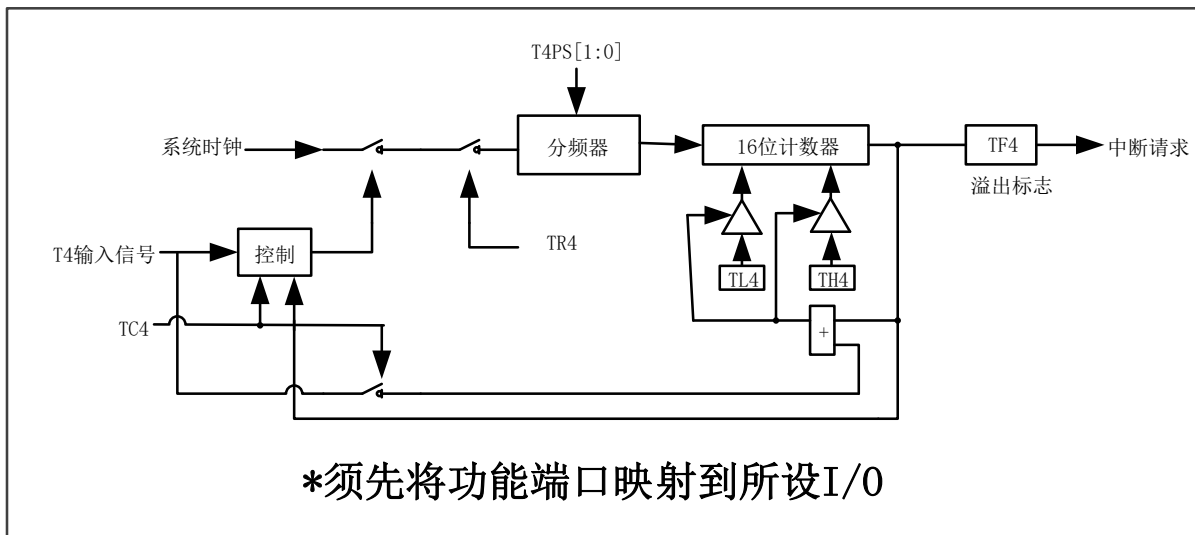 T4PS[1:0]
系统时钟
分频器
16位计数器
TF4
中断请求
溢出标志
T4输入信号
控制
TR4
TL4
TH4
TC4
+
*须先将功能端口映射到所设I/O